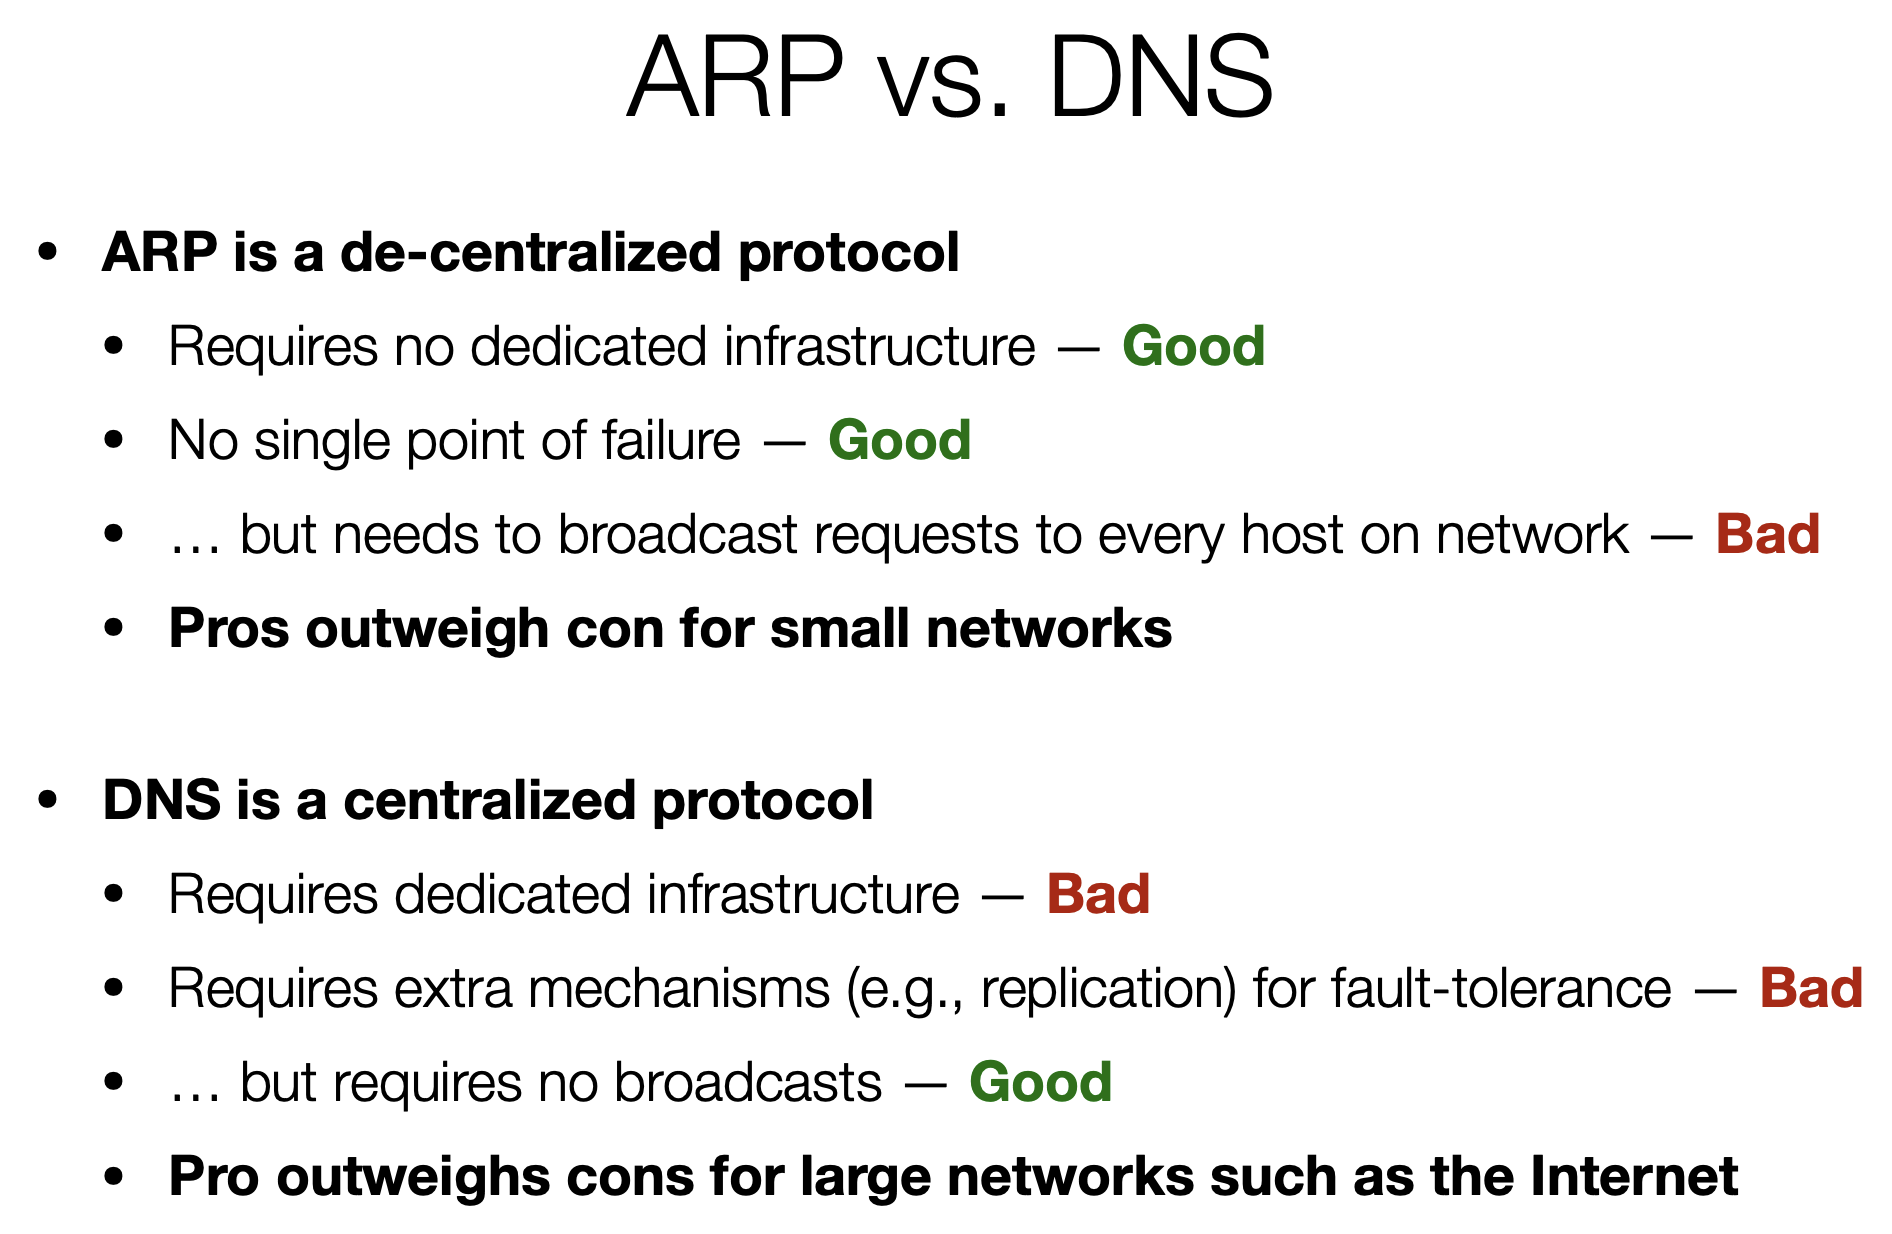 ARP vs. DNS
• ARP is a de-centralized protocol
• Requires no dedicated infrastructure — Good
• No single point of failure — Good
• … but needs to broadcast requests to every host on network — Bad
• Pros outweigh con for small networks
• DNS is a centralized protocol
• Requires dedicated infrastructure — Bad
• Requires extra mechanisms (e.g., replication) for fault-tolerance — Bad
• … but requires no broadcasts — Good
• Pro outweighs cons for large networks such as the Internet